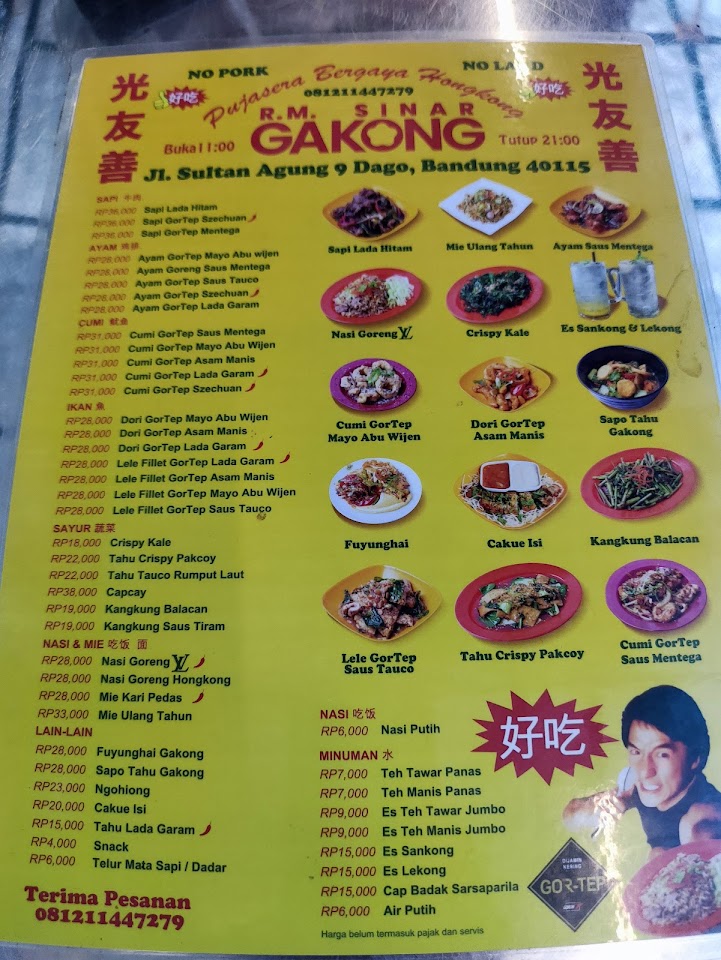 NO PORK
NO LARD
Pujasera Bergaya Hongkong
081211447279
光友善
好吃
好吃
光友善
R.M. SINAR
GAKONG
Buka11:00
Tutup 21:00
Jl. Sultan Agung 9 Dago, Bandung 40115
SAPI 牛肉
RP36,000 Sapi Lada Hitam
RP36,000 Sapi GorTep Szechuan
RP36,000 Sapi GorTep Mentega
AYAM
RP28,000 Ayam GorTep Mayo Abu wijen
RP28,000 Ayam Goreng Saus Mentega
RP28,000 Ayam GorTep Saus Tauco
RP28,000 Ayam GorTep Szechuan
RP28,000 Ayam GorTep Lada Garam
CUMI 鱿鱼
RP31,000 Cumi GorTep Saus Mentega
RP31,000 Cumi GorTep Mayo Abu Wijen
RP31,000 Cumi GorTep Asam Manis
RP31,000 Cumi GorTep Lada Garam
RP31,000 Cumi GorTep Szechuan
IKAN 魚
RP28,000 Dori GorTep Mayo Abu Wijen
RP28,000 Dori GorTep Asam Manis
RP28,000 Dori GorTep Lada Garam
RP28,000 Lele Fillet GorTep Lada Garam
RP28,000 Lele Fillet GorTep Asam Manis
RP28,000 Lele Fillet GorTep Mayo Abu Wijen
RP28,000 Lele Fillet GorTep Saus Tauco
SAYUR 蔬菜
RP18,000 Crispy Kale
RP22,000 Tahu Crispy Pakcoy
RP22,000 Tahu Tauco Rumput Laut
RP38,000 Capcay
RP19,000 Kangkung Balacan
RP19,000 Kangkung Saus Tiram
NASI & MIE 吃饭 面
RP28,000 Nasi Goreng LV
RP28,000 Nasi Goreng Hongkong
RP28,000 Mie Kari Pedas
RP33,000 Mie Ulang Tahun
LAIN-LAIN
RP28,000 Fuyunghai Gakong
RP28,000 Sapo Tahu Gakong
RP23,000 Ngohiong
RP20,000 Cakue Isi
RP15,000 Tahu Lada Garam
RP4,000 Snack
RP6,000 Telur Mata Sapi / Dadar
Terima Pesanan
081211447279
Sapi Lada Hitam
Mie Ulang Tahun
Ayam Saus Mentega
Nasi Goreng LV
Crispy Kale
Es Sankong & Lekong
Cumi GorTep
Mayo Abu Wijen
Dori GorTep
Asam Manis
Sapo Tahu
Gakong
Fuyunghai
Cakue Isi
Kangkung Balacan
Lele GorTep
Saus Tauco
Tahu Crispy Pakcoy
Cumi GorTep
Saus Mentega
NASI 吃饭
RP6,000 Nasi Putih
MINUMAN 水
RP7,000 Teh Tawar Panas
RP7,000 Teh Manis Panas
RP9,000 Es Teh Tawar Jumbo
RP9,000 Es Teh Manis Jumbo
RP15,000 Es Sankong
RP15,000 Es Lekong
RP15,000 Cap Badak Sarsaparila
RP6,000 Air Putih
Harga belum termasuk pajak dan servis
好吃
DIJAMIN
KERING
GOR-TEP